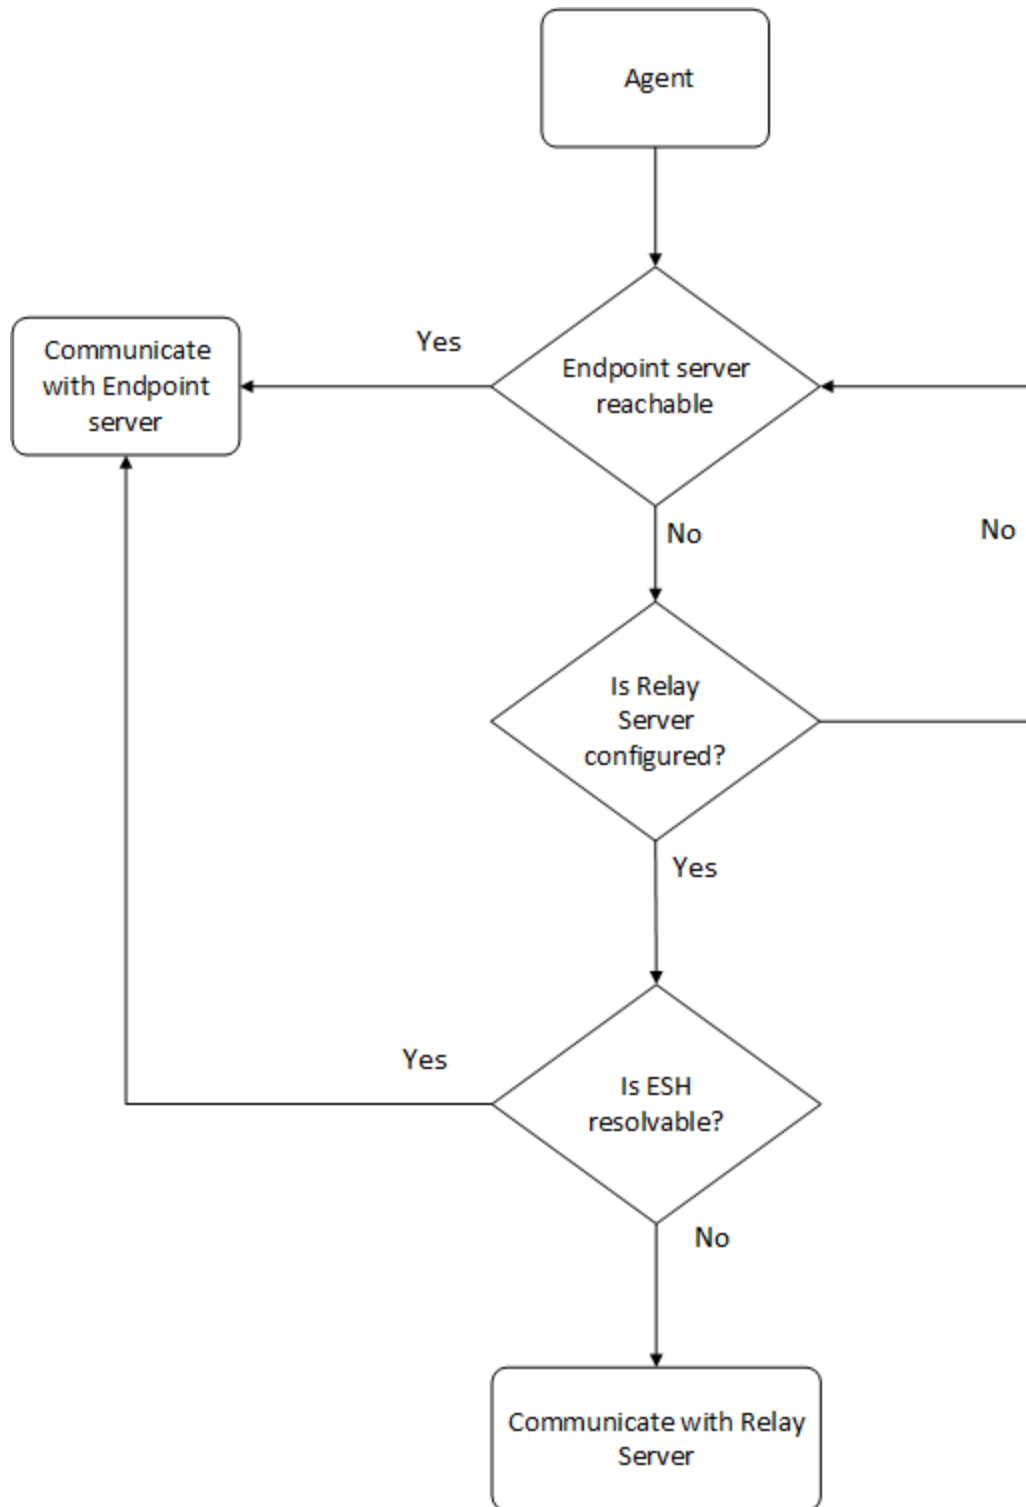 Agent
Yes
Communicate
with Endpoint
server
Endpoint server
reachable
No
No
Is Relay
Server
configured?
Yes
Yes
Is ESH
resolvable?
No
Communicate with Relay
Server